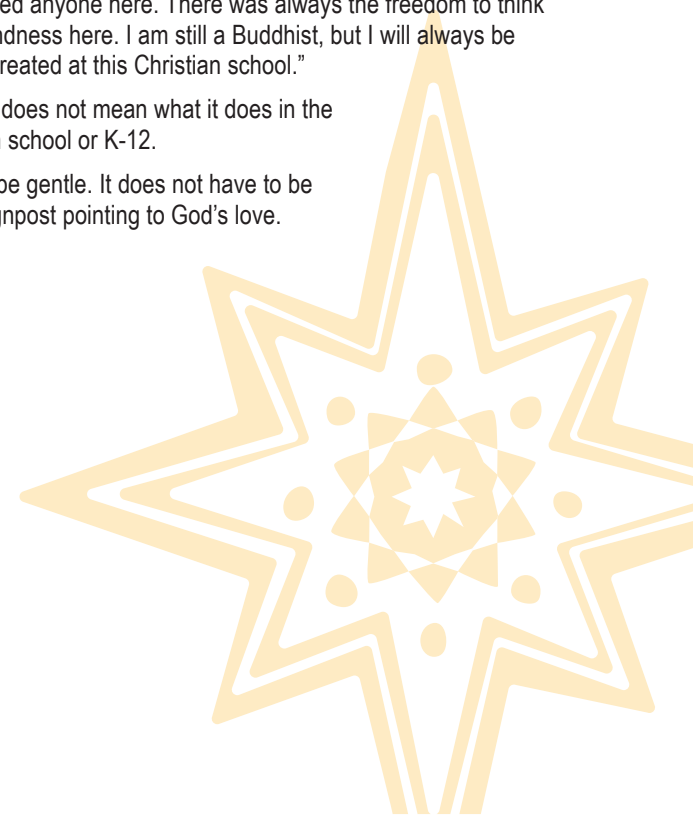 ed anyone here. There was always the freedom to think
ndness here. I am still a Buddhist, but I will always be
reated at this Christian school.”
does not mean what it does in the
school or K-12.
be gentle. It does not have to be
gnpost pointing to God’s love.